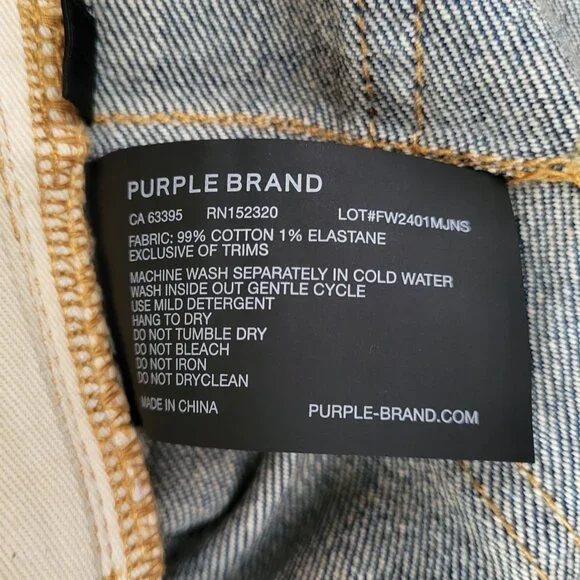 PURPLE BRAND
CA 63395 RN152320 LOT#FW2401MJNS
FABRIC: 99% COTTON 1% ELASTANE
EXCLUSIVE OF TRIMS
MACHINE WASH SEPARATELY IN COLD WATER
WASH INSIDE OUT GENTLE CYCLE
USE MILD DETERGENT
HANG TO DRY
DO NOT TUMBLE DRY
DO NOT BLEACH
DO NOT IRON
DO NOT DRYCLEAN
MADE IN CHINA PURPLE-BRAND.COM